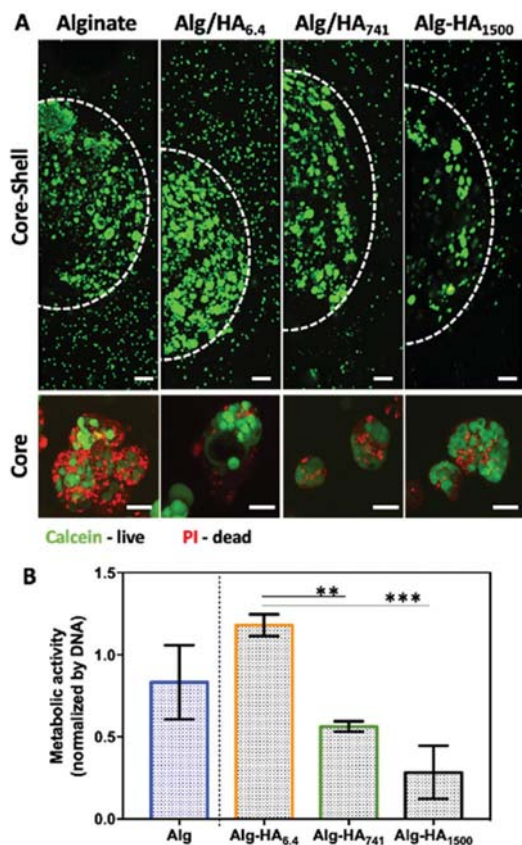 A
Alginate
Alg/HA6.4
Alg/HA741
Alg-HA1500
Core-Shell
Core
Calcein - live
PI - dead
B
Metabolic activity
(normalized by DNA)
1.5
1.0
0.5
0.0
**
***
Alg
Alg-HA6.4
Alg-HA741
Alg-HA1500